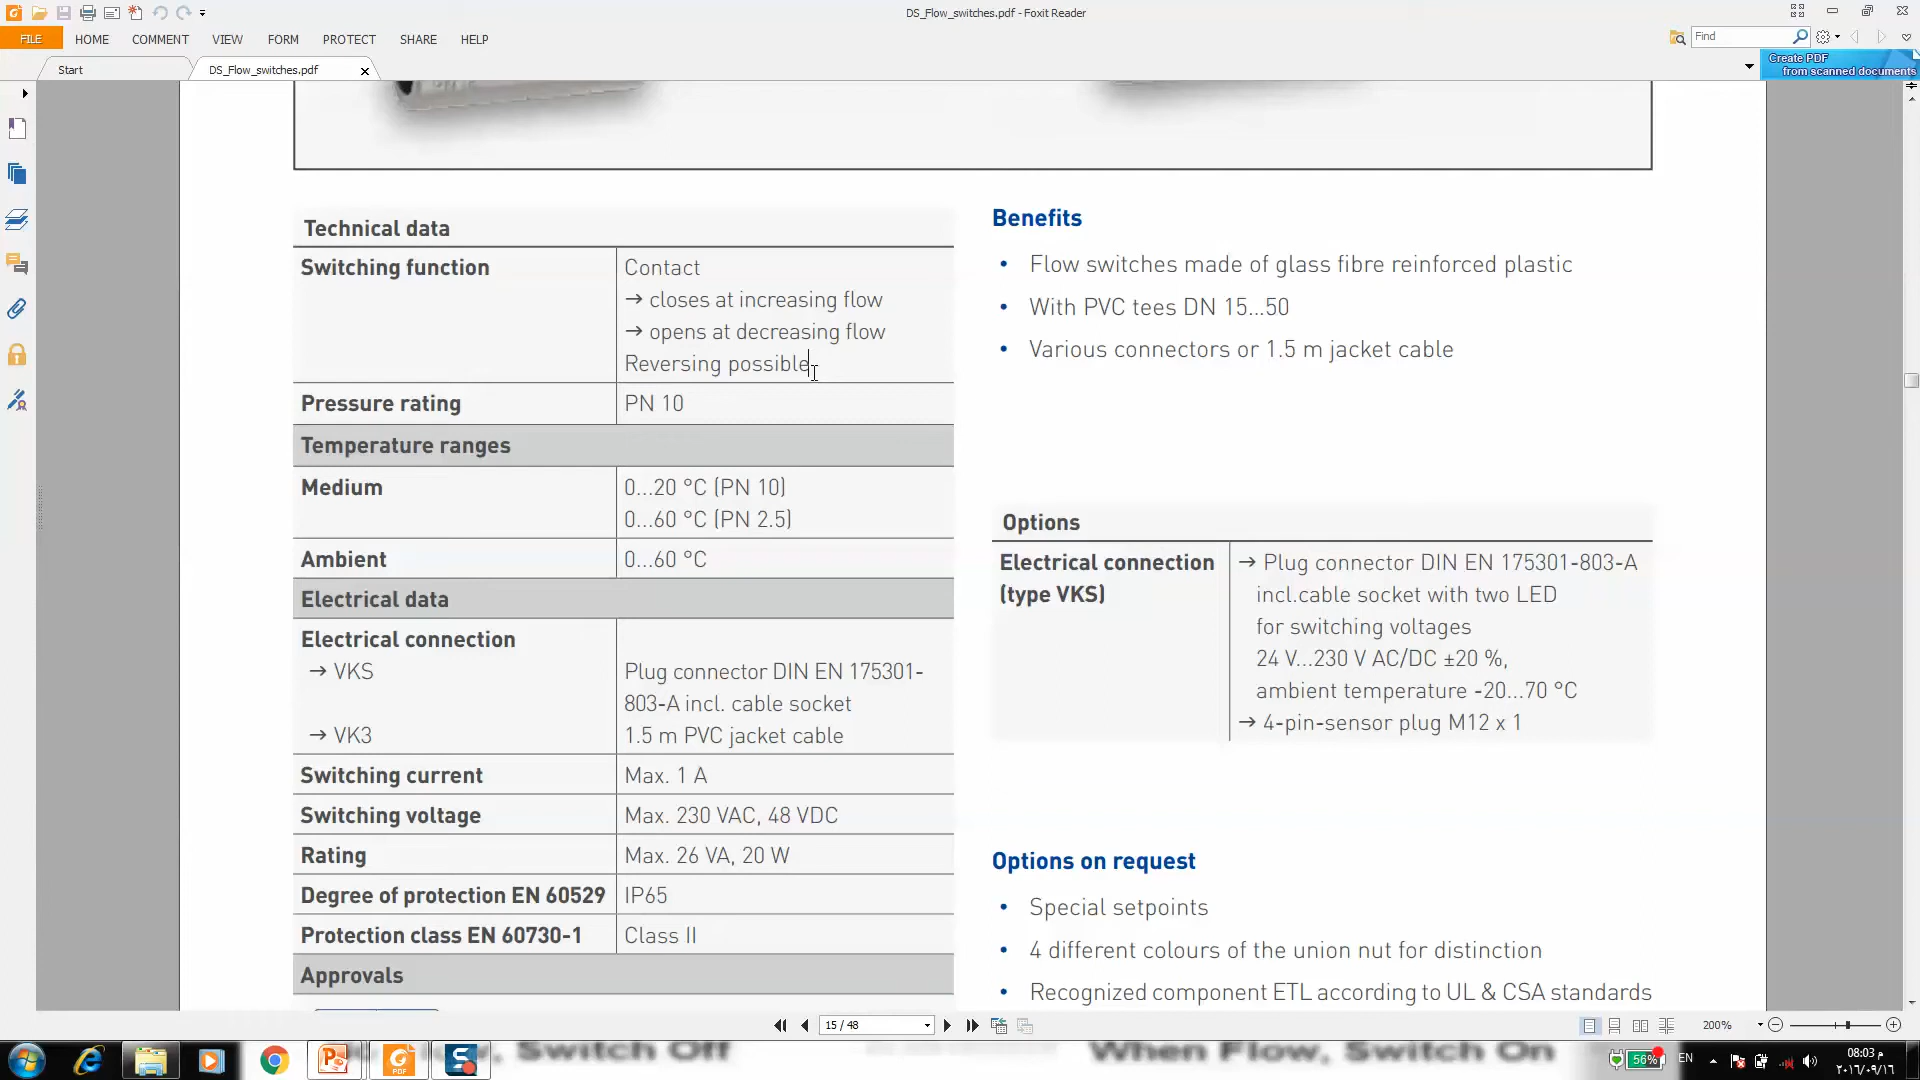 DS_Flow_switches.pdf - Foxit Reader
FILE
HOME
COMMENT
VIEW
FORM
PROTECT
SHARE
HELP
Find
Start
DS_Flow_switches.pdf
Create PDF
from scanned documents
Technical data
Switching function
Contact
→ closes at increasing flow
→ opens at decreasing flow
Reversing possible
Pressure rating
PN 10
Temperature ranges
Medium
0...20 °C (PN 10)
0...60 °C (PN 2.5)
Ambient
0...60 °C
Electrical data
Electrical connection
→ VKS
Plug connector DIN EN 175301-
803-A incl. cable socket
→ VK3
1.5 m PVC jacket cable
Switching current
Max. 1 A
Switching voltage
Max. 230 VAC, 48 VDC
Rating
Max. 26 VA, 20 W
Degree of protection EN 60529
IP65
Protection class EN 60730-1
Class II
Approvals
Benefits
• Flow switches made of glass fibre reinforced plastic
• With PVC tees DN 15...50
• Various connectors or 1.5 m jacket cable
Options
Electrical connection
(type VKS)
→ Plug connector DIN EN 175301-803-A
incl.cable socket with two LED
for switching voltages
24 V...230 V AC/DC ±20 %,
ambient temperature -20...70 °C
→ 4-pin-sensor plug M12 x 1
Options on request
• Special setpoints
• 4 different colours of the union nut for distinction
• Recognized component ETL according to UL & CSA standards
15 / 48
200%
Flow, Switch Off
When Flow, Switch On
56%
EN
08:03 م
٢٠١٦/٠٩/١٦